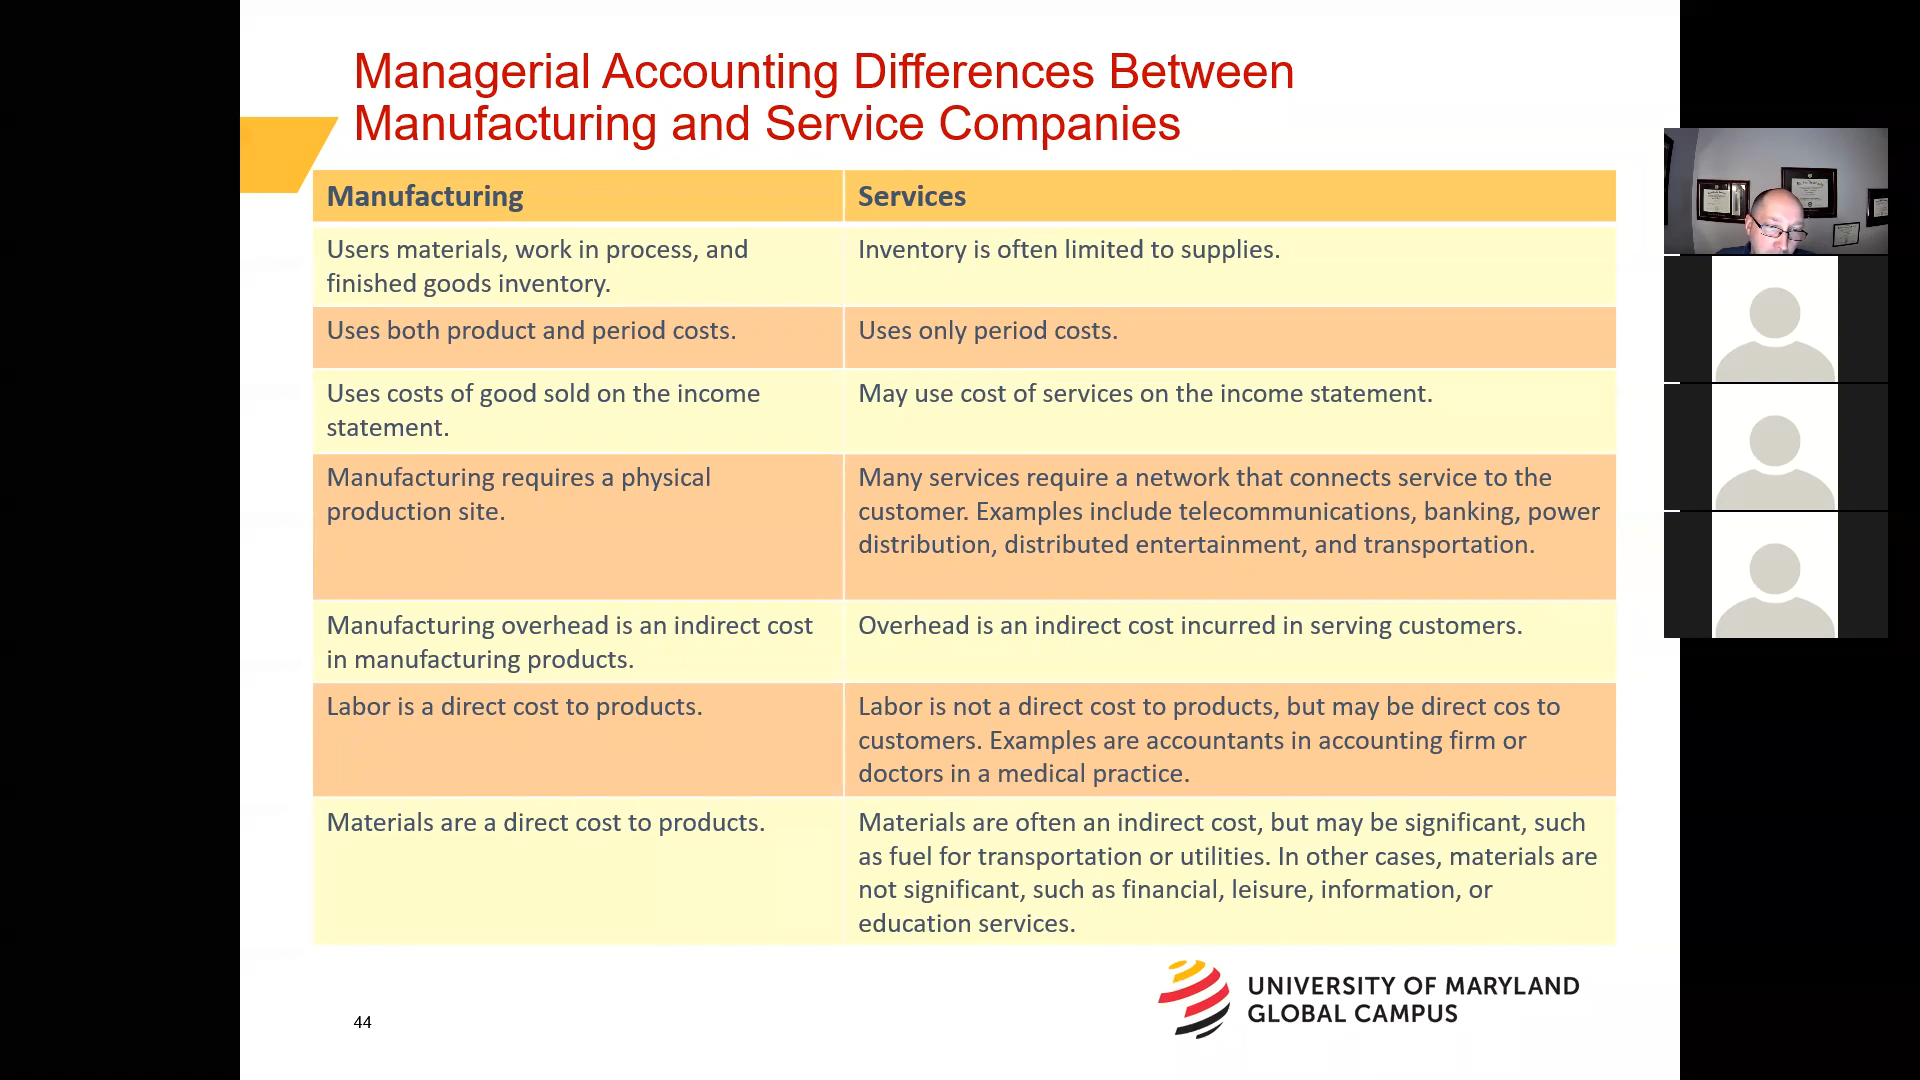 Managerial Accounting Differences Between
Manufacturing and Service Companies
Manufacturing
Services
Users materials, work in process, and
finished goods inventory.
Inventory is often limited to supplies.
Uses both product and period costs.
Uses only period costs.
Uses costs of good sold on the income
statement.
May use cost of services on the income statement.
Manufacturing requires a physical
production site.
Many services require a network that connects service to the
customer. Examples include telecommunications, banking, power
distribution, distributed entertainment, and transportation.
Manufacturing overhead is an indirect cost
in manufacturing products.
Overhead is an indirect cost incurred in serving customers.
Labor is a direct cost to products.
Labor is not a direct cost to products, but may be direct cos to
customers. Examples are accountants in accounting firm or
doctors in a medical practice.
Materials are a direct cost to products.
Materials are often an indirect cost, but may be significant, such
as fuel for transportation or utilities. In other cases, materials are
not significant, such as financial, leisure, information, or
education services.
UNIVERSITY OF MARYLAND
GLOBAL CAMPUS
44